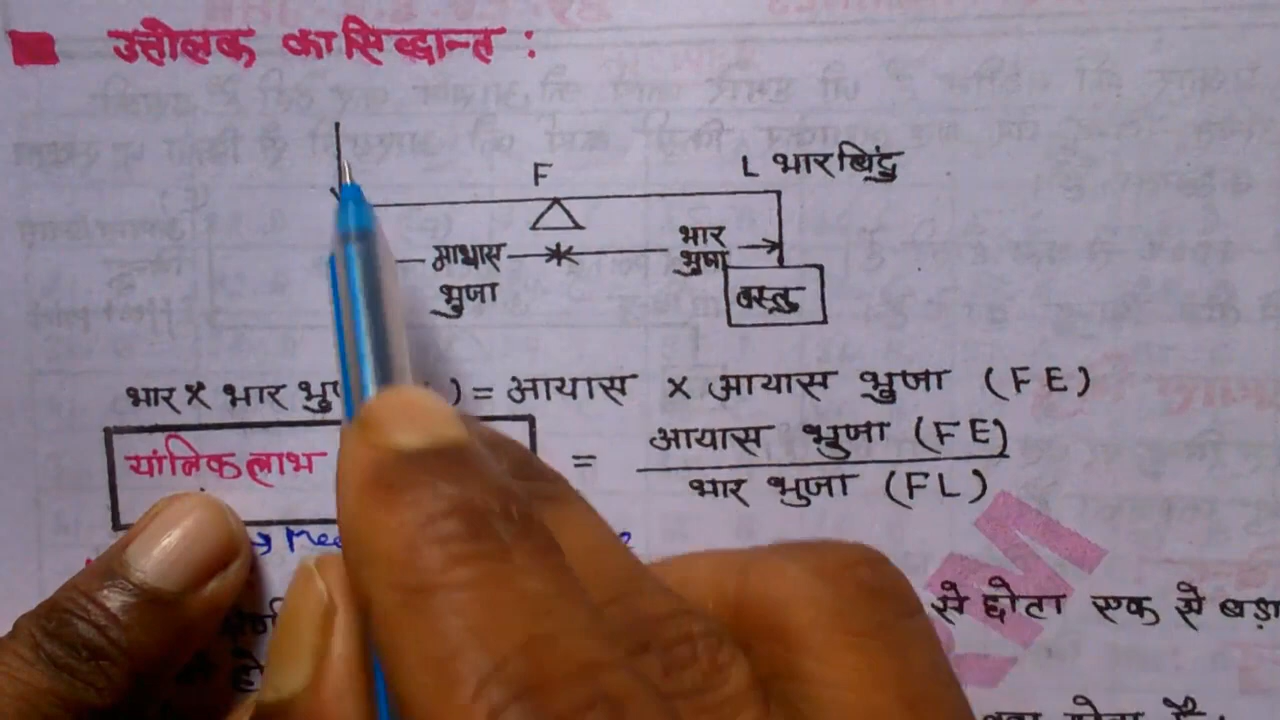 उत्तोलक का सिद्धान्त :
F
L भारबिंदु
भार
भुजा
आयास
भुजा
वस्तु
भार x भार ) = आयास x आयास भुजा (FE)
यांत्रिक लाभ = आयास भुजा (FE)
भार भुजा (FL)
से छोटा एक से बड़ा